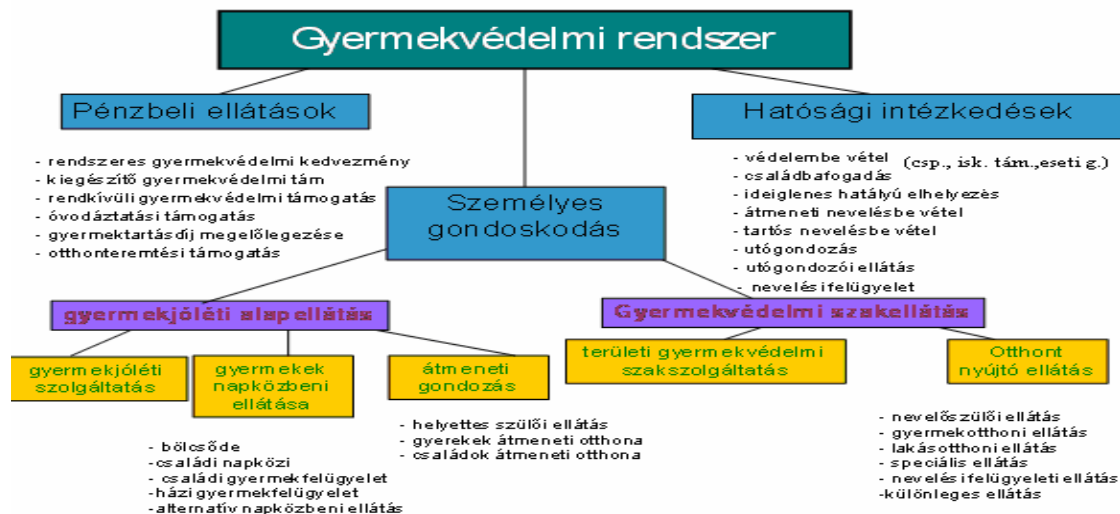 Gyermekvédelmi rendszer
Pénzbeli ellátások
Hatósági intézkedések
- rendszeres gyermekvédelmi kedvezmény
- kiegészítő gyermekvédelmi tám
- rendkívüli gyermekvédelmi támogatás
- óvodáztatási támogatás
- gyermektartásdíj megelőlegezése
- otthonteremtési támogatás
- védelembe vétel (csp., isk. tám.,eseti g.)
- családbafogadás
- ideiglenes hatályú elhelyezés
- átmeneti nevelésbe vétel
- tartós nevelésbe vétel
- utógondozás
- utógondozói ellátás
- nevelési felügyelet
Személyes
gondoskodás
gyermekjóléti alapellátás
Gyermekvédelmi szakellátás
gyermekjóléti
szolgáltatás
gyermekek
napközbeni
ellátása
átmeneti
gondozás
területi gyermekvédelmi
szakszolgáltatás
Otthont
nyújtó ellátás
- bölcsőde
-családi napközi
- családi gyermekfelügyelet
-házi gyermekfelügyelet
-alternatív napközbeni ellátás
- helyettes szülői ellátás
- gyerekek átmeneti otthona
- családok átmeneti otthona
- nevelőszülői ellátás
- gyermekotthoni ellátás
- lakásotthoni ellátás
- speciális ellátás
- nevelési felügyeleti ellátás
-különleges ellátás